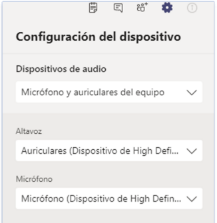 Configuración del dispositivo
Dispositivos de audio
Micrófono y auriculares del equipo
Altavoz
Auriculares (Dispositivo de High Defi...
Micrófono
Micrófono (Dispositivo de High Defin...